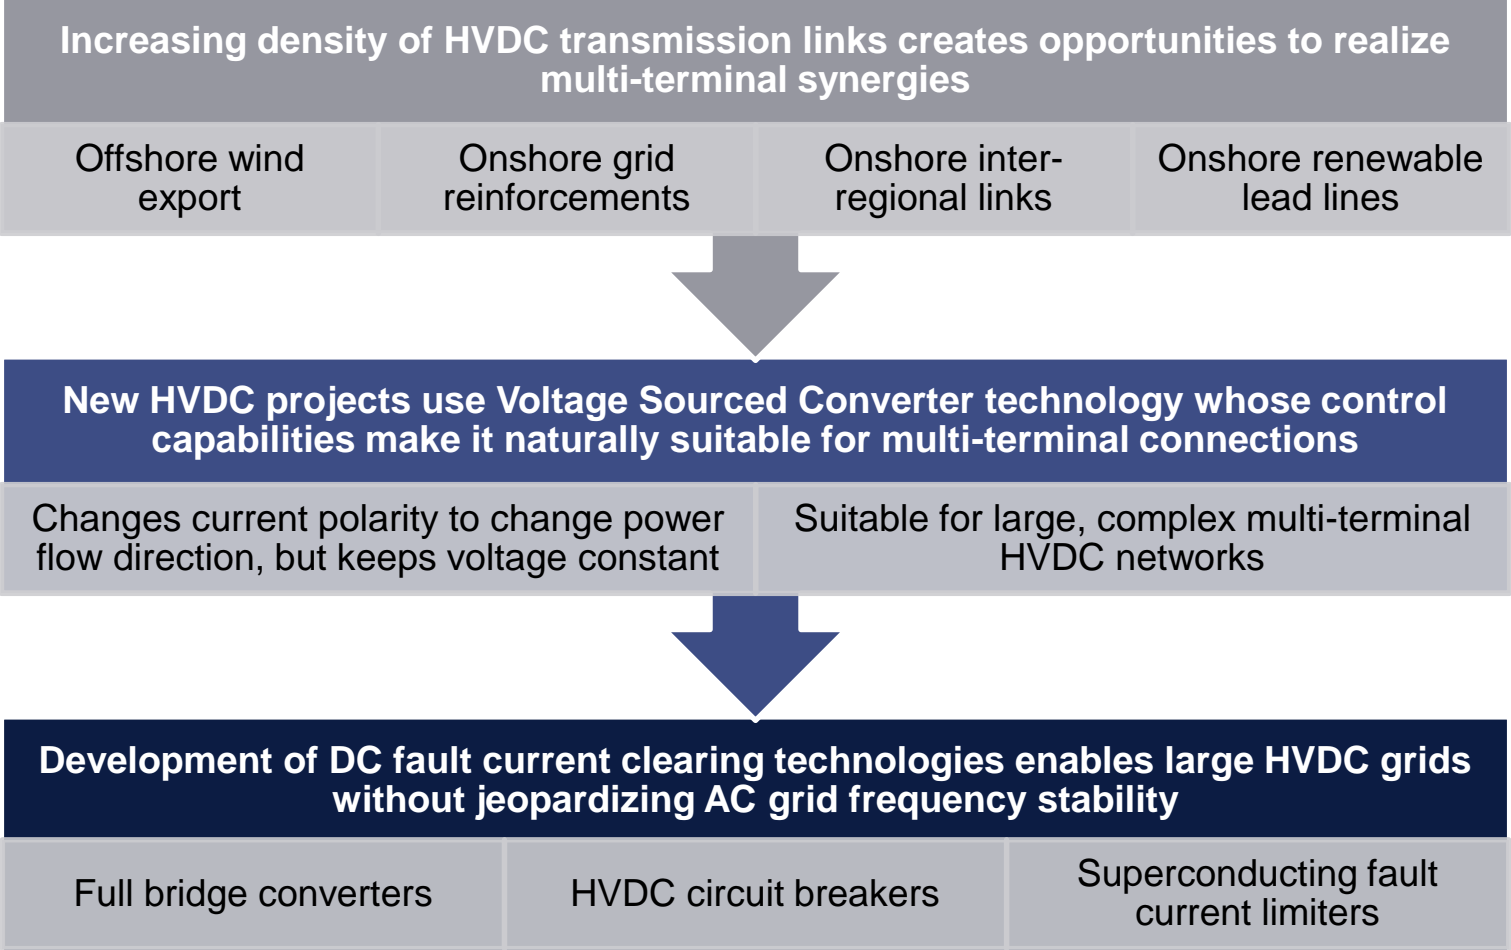 Increasing density of HVDC transmission links creates opportunities to realize
multi-terminal synergies
Offshore wind
export
Onshore grid
reinforcements
Onshore inter-
regional links
Onshore renewable
lead lines
New HVDC projects use Voltage Sourced Converter technology whose control
capabilities make it naturally suitable for multi-terminal connections
Changes current polarity to change power
flow direction, but keeps voltage constant
Suitable for large, complex multi-terminal
HVDC networks
Development of DC fault current clearing technologies enables large HVDC grids
without jeopardizing AC grid frequency stability
Full bridge converters
HVDC circuit breakers
Superconducting fault
current limiters